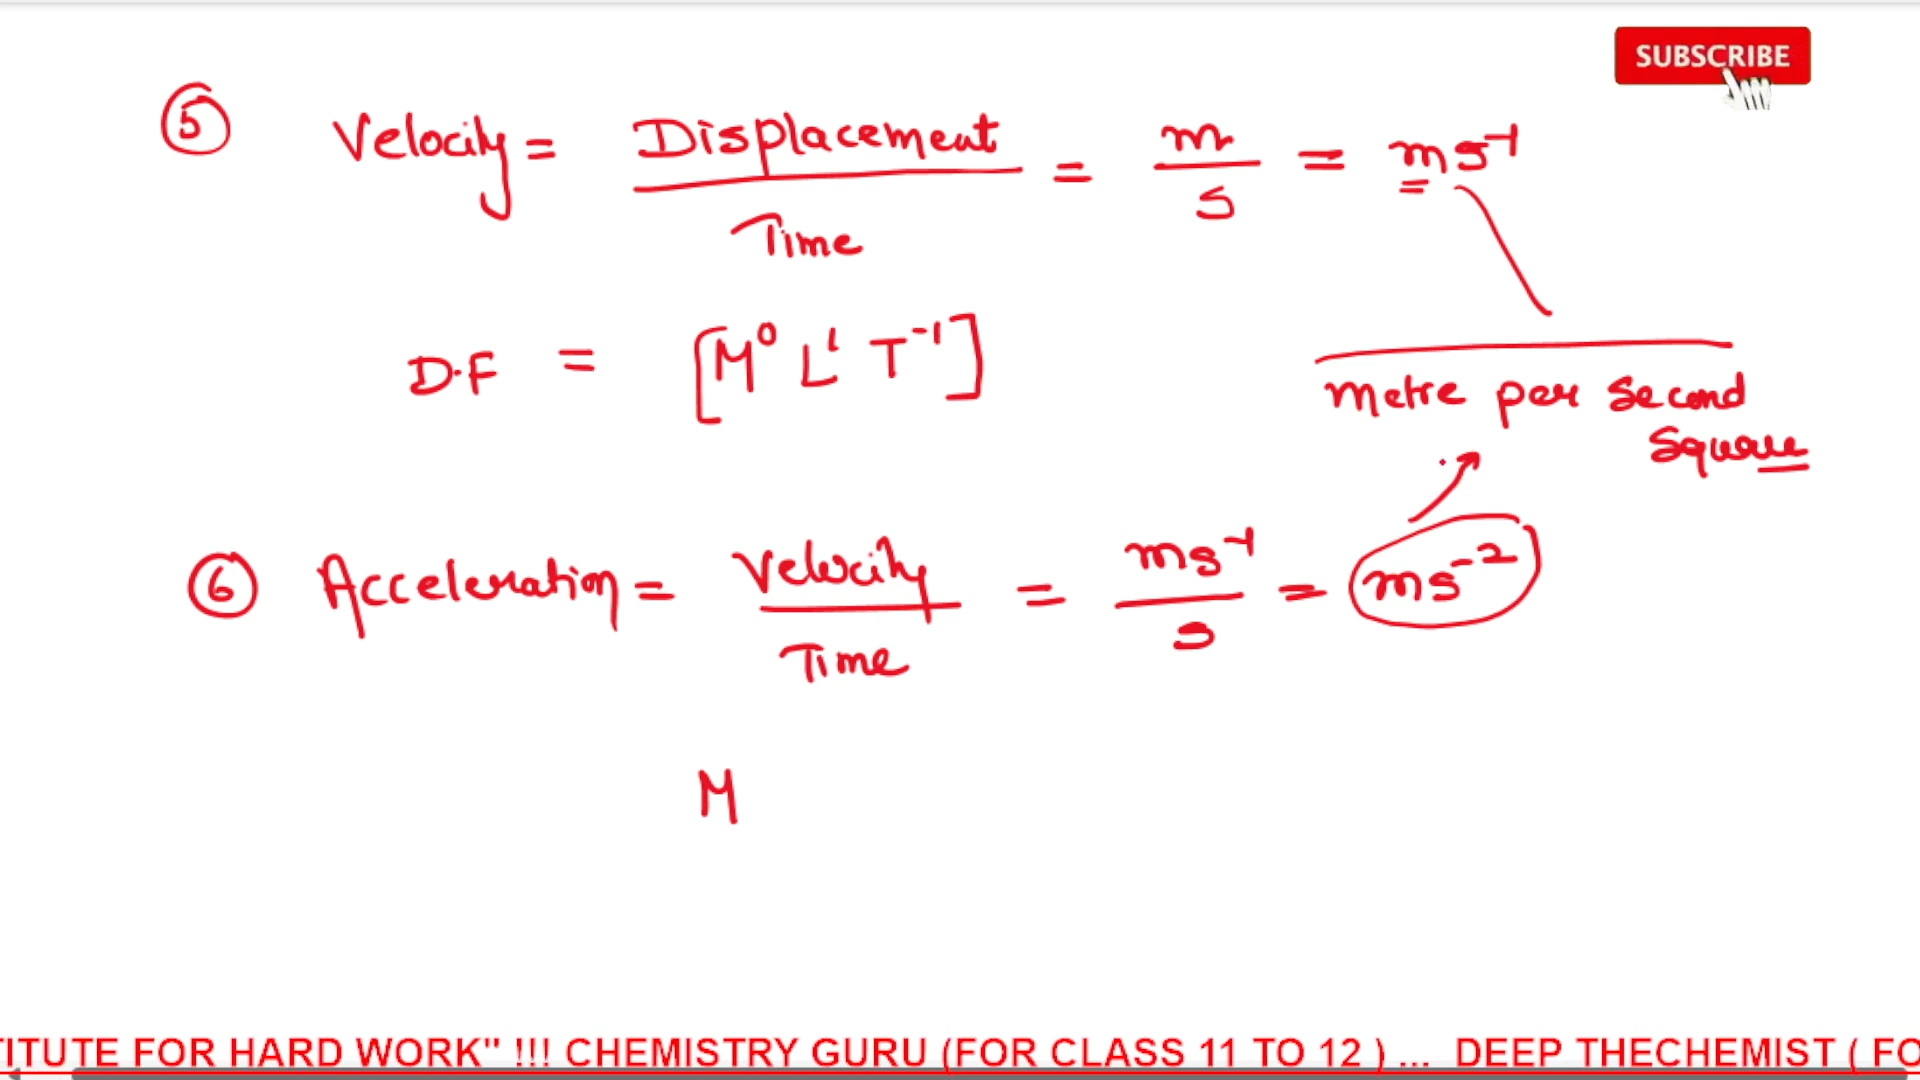 SUBSCRIBE
⑤ Velocity = Displacement / Time = m / s = ms⁻¹
D.F = [M⁰ L¹ T⁻¹]
metre per second
square
⑥ Acceleration = Velocity / Time = ms⁻¹ / s = ms⁻²
M
TITUTE FOR HARD WORK" !!! CHEMISTRY GURU (FOR CLASS 11 TO 12 ) ... DEEP THECHEMIST ( FO